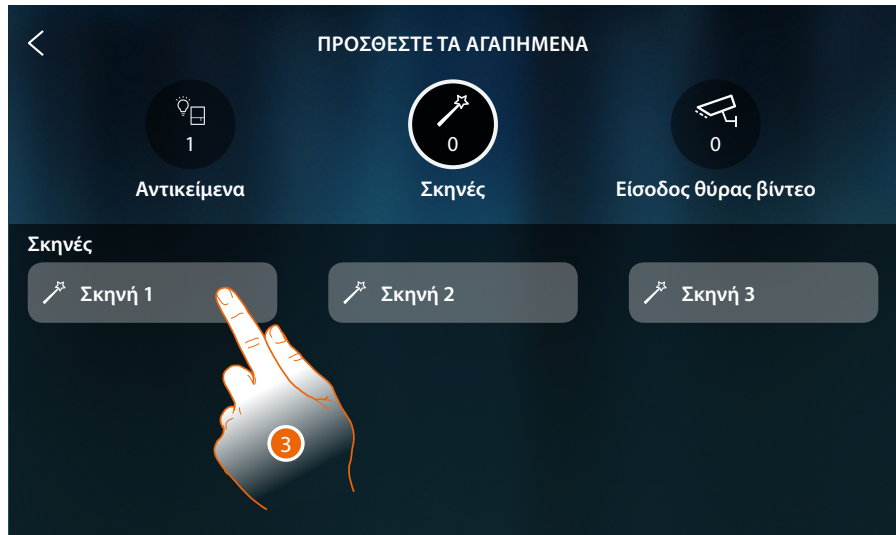 ΠΡΟΣΘΕΣΤΕ ΤΑ ΑΓΑΠΗΜΕΝΑ
1
0
0
Αντικείμενα
Σκηνές
Είσοδος θύρας βίντεο
Σκηνές
Σκηνή 1
Σκηνή 2
Σκηνή 3
3